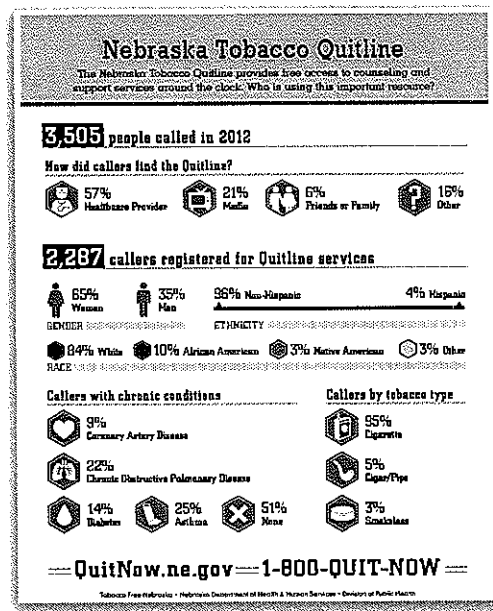 Nebraska Tobacco Quitline
The Nebraska Tobacco Quitline provides free access to counseling and
support services around the clock. Who is using this important resource?
3,505 people called in 2012
How did callers find the Quitline?
57% Healthcare Provider
21% Media
6% Friends or Family
16% Other
2,287 callers registered for Quitline services
65% Women
35% Men
96% Non-Hispanic
4% Hispanic
GENDER
ETHNICITY
84% White
10% African American
3% Native American
3% Other
RACE
Callers with chronic conditions
9%
Coronary Artery Disease
22%
Chronic Obstructive Pulmonary Disease
14%
Diabetes
25%
Asthma
51%
None
Callers by tobacco type
95%
Cigarette
5%
Cigar/Pipe
3%
Smokeless
QuitNow.ne.gov 1-800-QUIT-NOW
Tobacco Free Nebraska • Nebraska Department of Health & Human Services • Division of Public Health